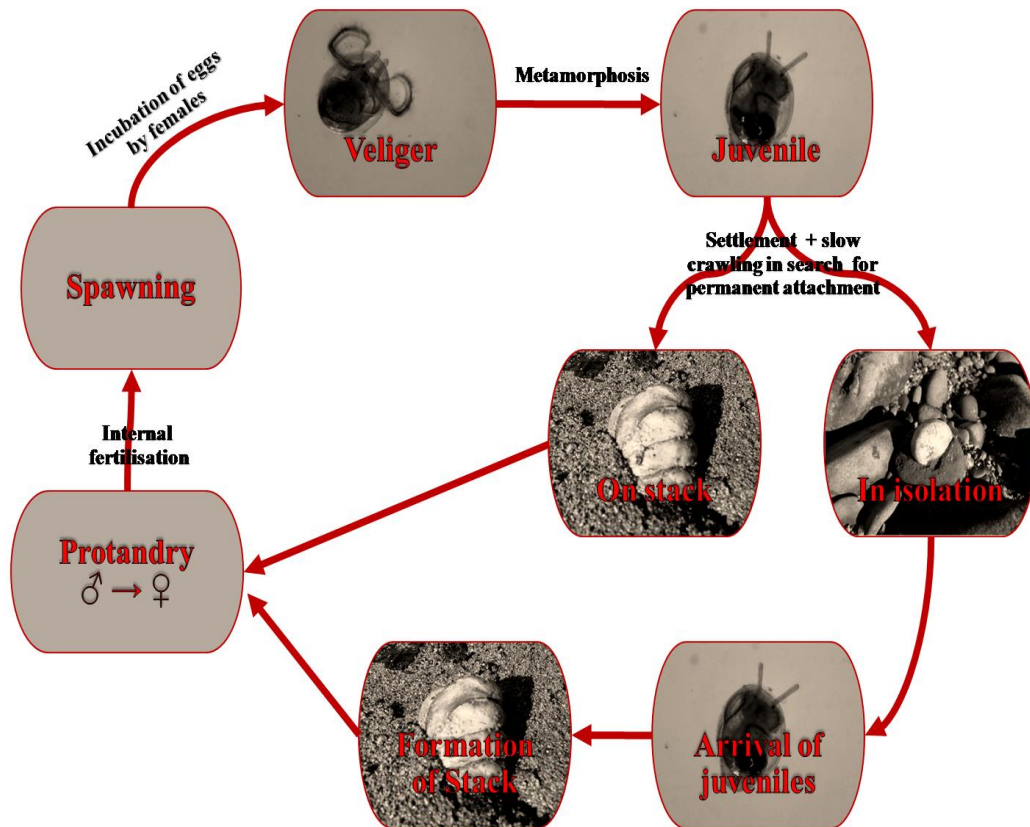 Incubation of eggs
by females
Veliger
Metamorphosis
Juvenile
Settlement + slow
crawling in search for
permanent attachment
Spawning
On stack
In isolation
Internal
fertilisation
Protandry
♂ → ♀
Formation
of Stack
Arrival of
juveniles